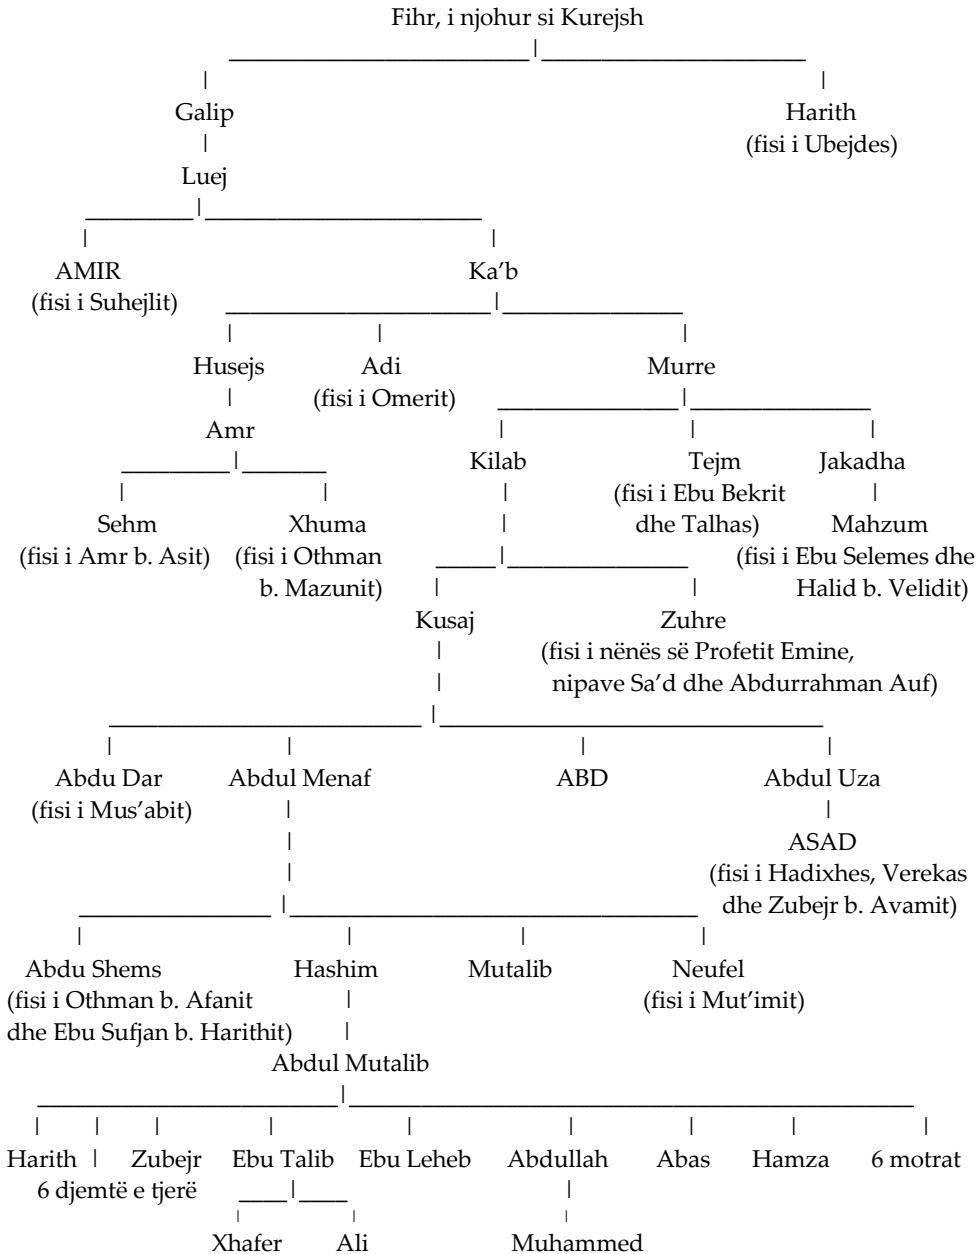 Fihr, i njohur si Kurejsh
Galip Harith
(fisi i Ubejdes)
Luej
AMIR Ka’b
(fisi i Suhejlit)
Husejs Adi Murre
(fisi i Omerit)
Amr
Kilab Tejm Jakadha
(fisi i Ebu Bekrit
Sehm Xhuma dhe Talhas) Mahzum
(fisi i Amr b. Asit) (fisi i Othman (fisi i Ebu Selemes dhe
b. Mazunit) Halid b. Velidit)
Kusaj Zuhre
(fisi i nënës së Profetit Emine,
nipave Sa’d dhe Abdurrahman Auf)
Abdu Dar Abdul Menaf ABD Abdul Uza
(fisi i Mus’abit)
ASAD
(fisi i Hadixhes, Verekas
dhe Zubejr b. Avamit)
Abdu Shems Hashim Mutalib Neufel
(fisi i Othman b. Afanit (fisi i Mut’imit)
dhe Ebu Sufjan b. Harithit)
Abdul Mutalib
Harith Zubejr Ebu Talib Ebu Leheb Abdullah Abas Hamza 6 motrat
6 djemtë e tjerë
Xhafer Ali Muhammed